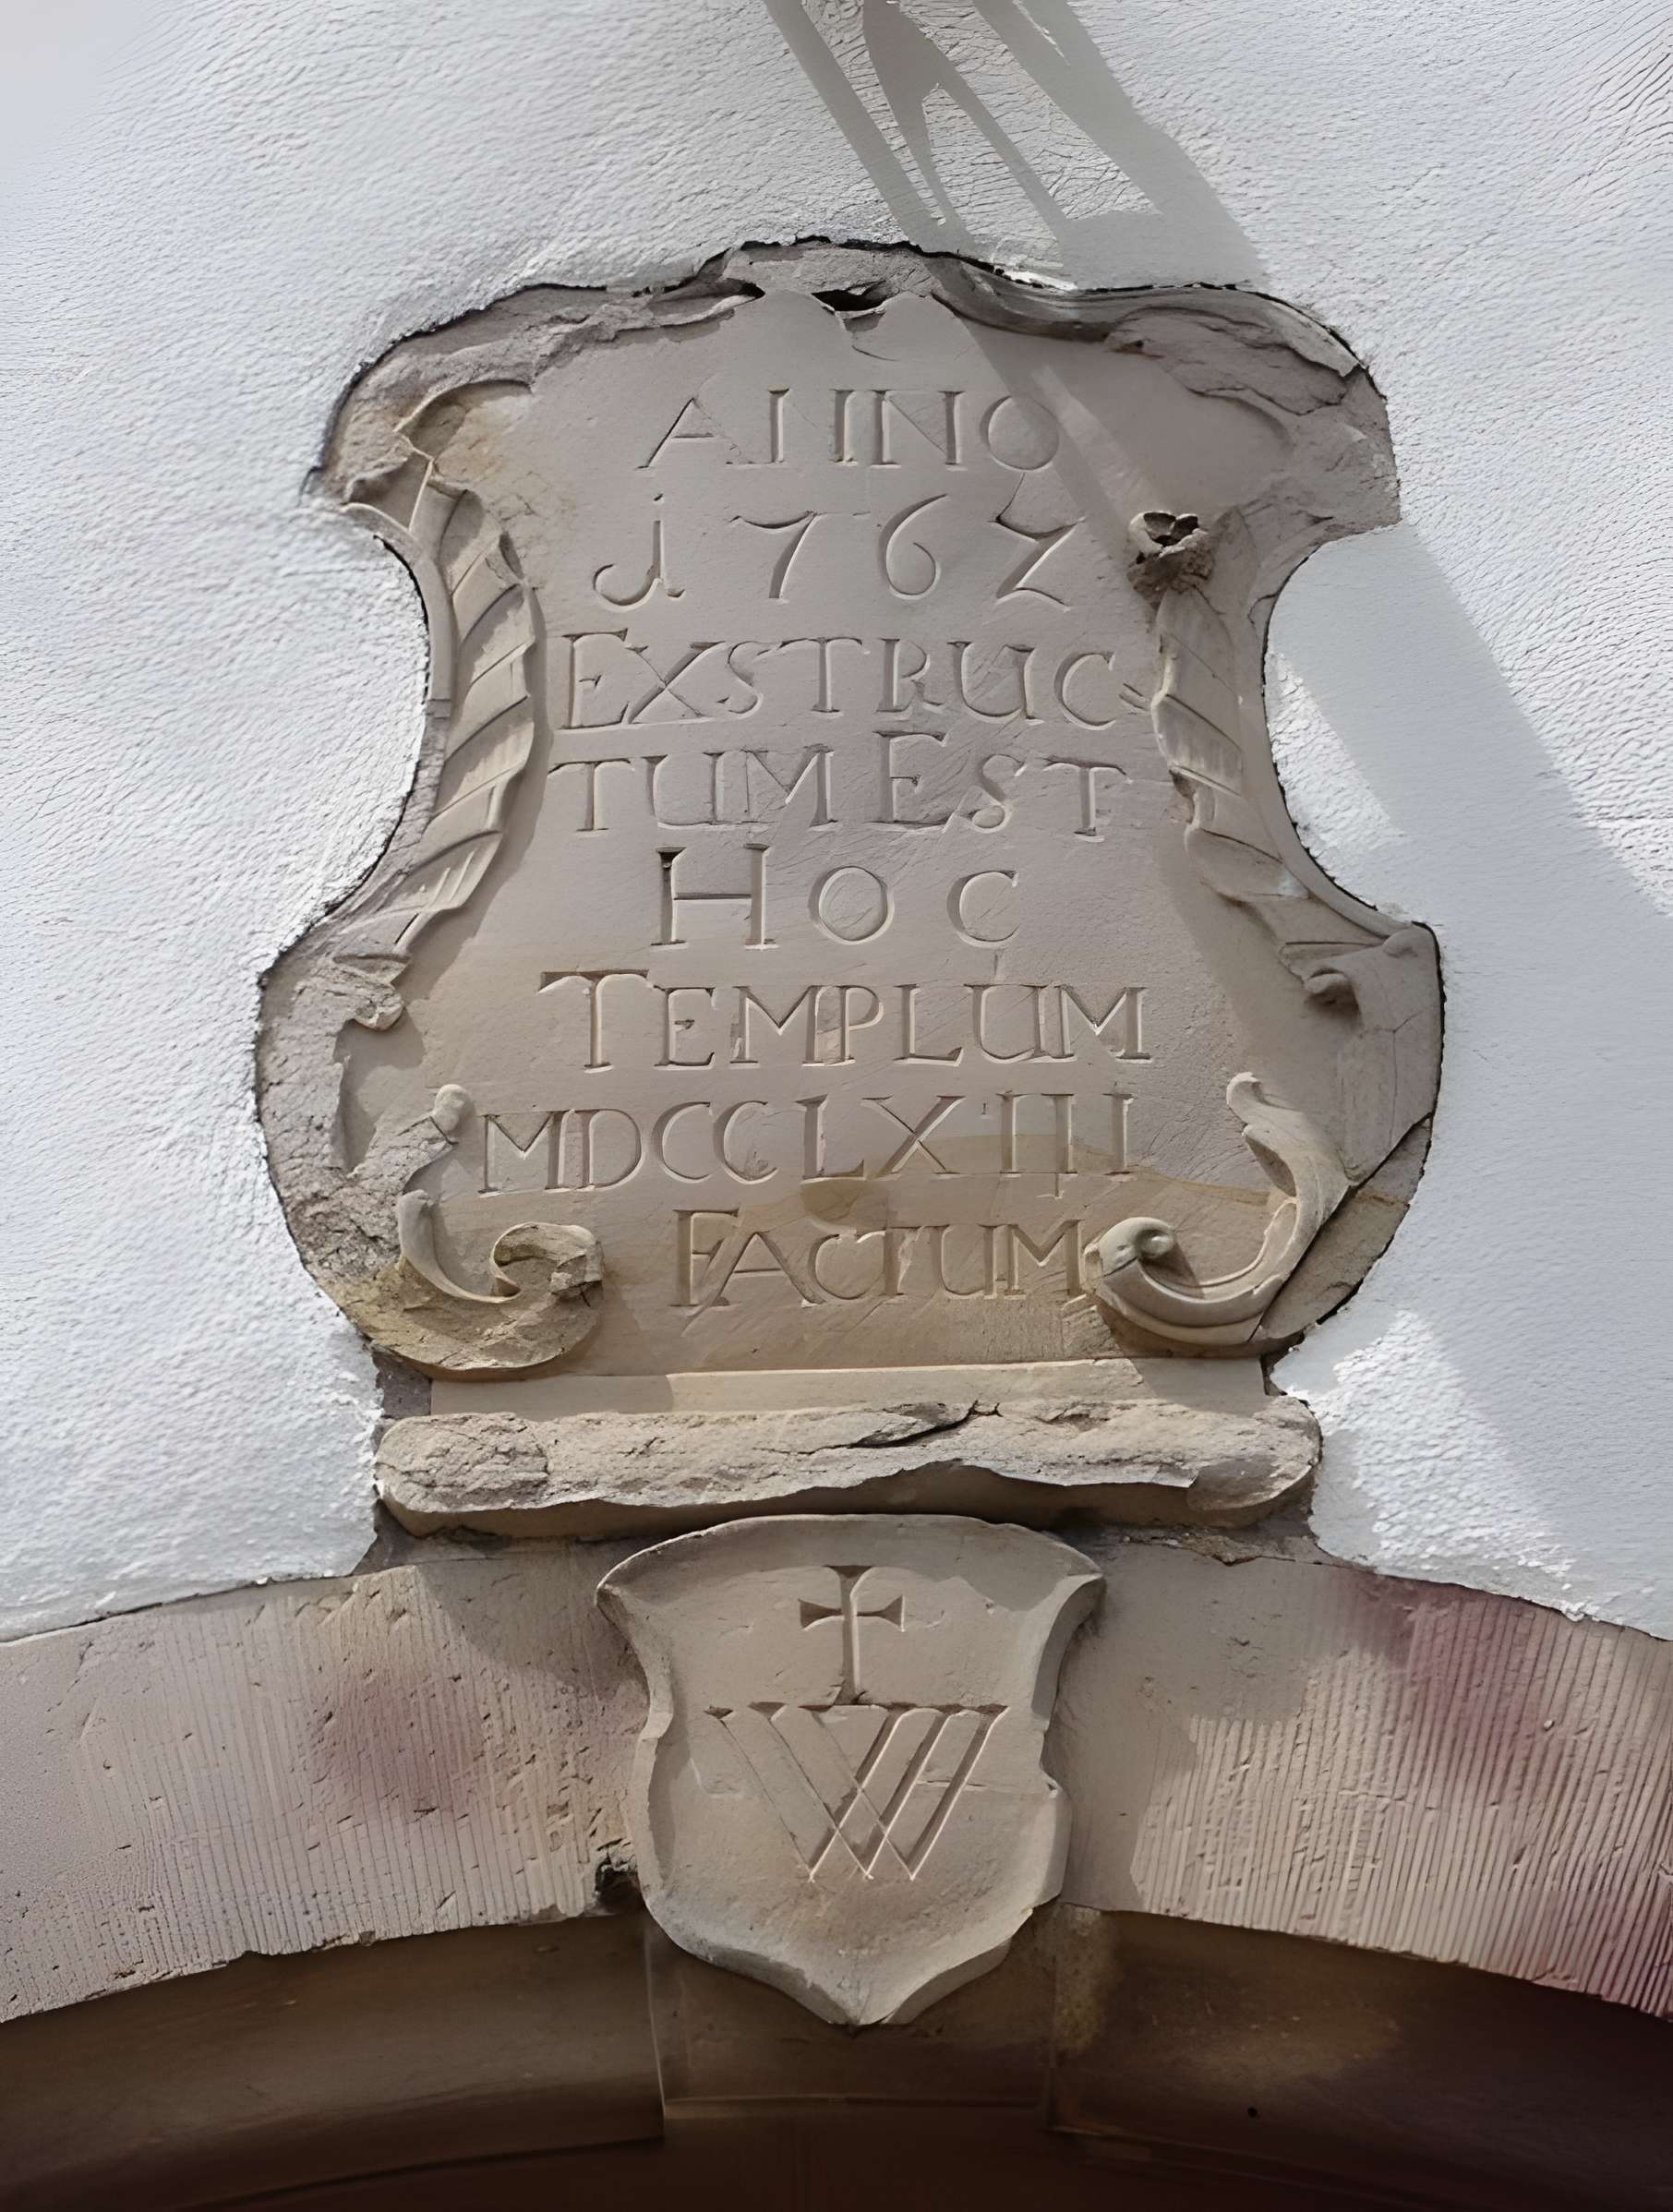 ANNO
1762
EXSTRUC-
TUM EST
HOC
TEMPLUM
MDCCLXIII
FACTUM